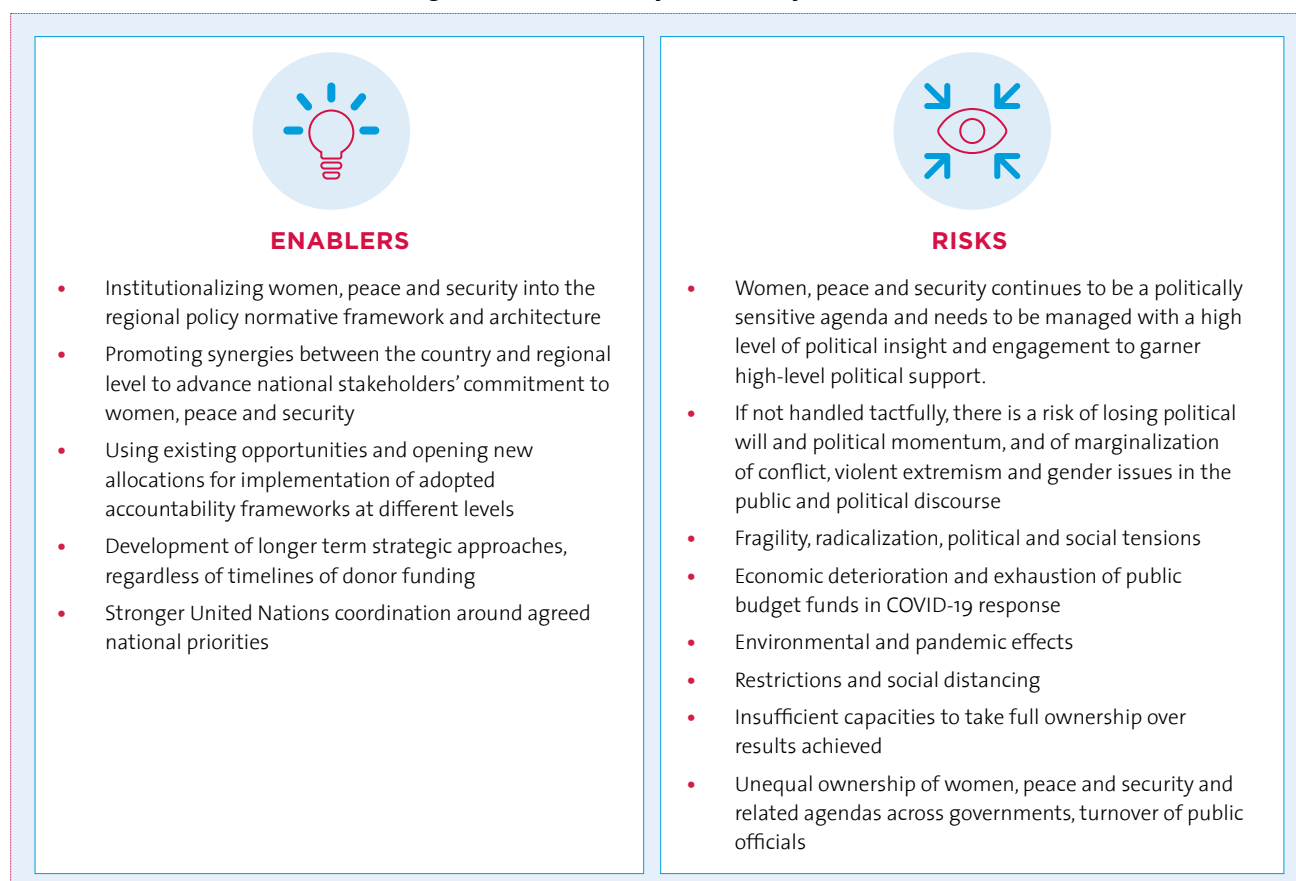 ENABLERS
• Institutionalizing women, peace and security into the
regional policy normative framework and architecture
• Promoting synergies between the country and regional
level to advance national stakeholders’ commitment to
women, peace and security
• Using existing opportunities and opening new
allocations for implementation of adopted
accountability frameworks at different levels
• Development of longer term strategic approaches,
regardless of timelines of donor funding
• Stronger United Nations coordination around agreed
national priorities
RISKS
• Women, peace and security continues to be a politically
sensitive agenda and needs to be managed with a high
level of political insight and engagement to garner
high-level political support.
• If not handled tactfully, there is a risk of losing political
will and political momentum, and of marginalization
of conflict, violent extremism and gender issues in the
public and political discourse
• Fragility, radicalization, political and social tensions
• Economic deterioration and exhaustion of public
budget funds in COVID-19 response
• Environmental and pandemic effects
• Restrictions and social distancing
• Insufficient capacities to take full ownership over
results achieved
• Unequal ownership of women, peace and security and
related agendas across governments, turnover of public
officials